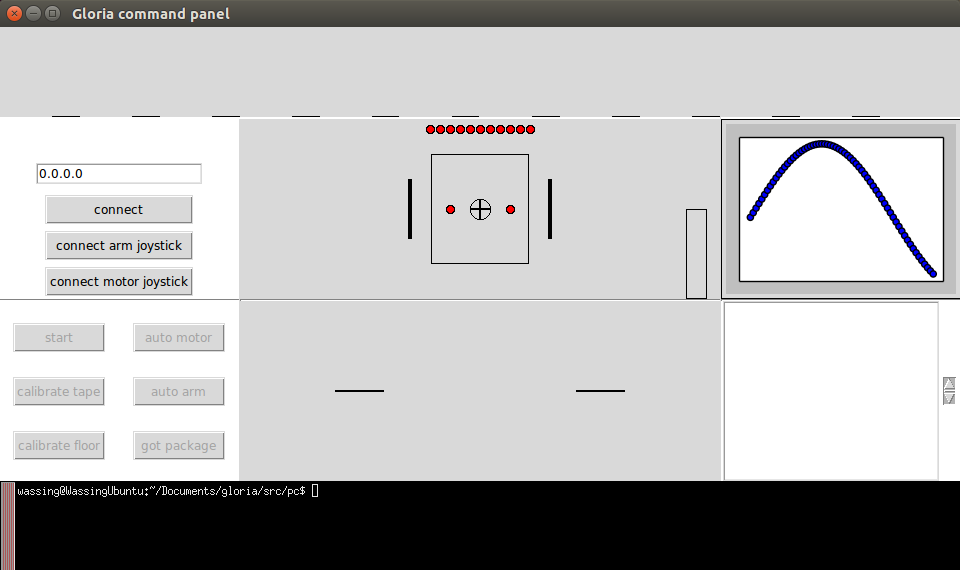 Gloria command panel
0.0.0.0
connect
connect arm joystick
connect motor joystick
start
auto motor
calibrate tape
auto arm
calibrate floor
got package
wassing@WassingUbuntu:~/Documents/gloria/src/pc$